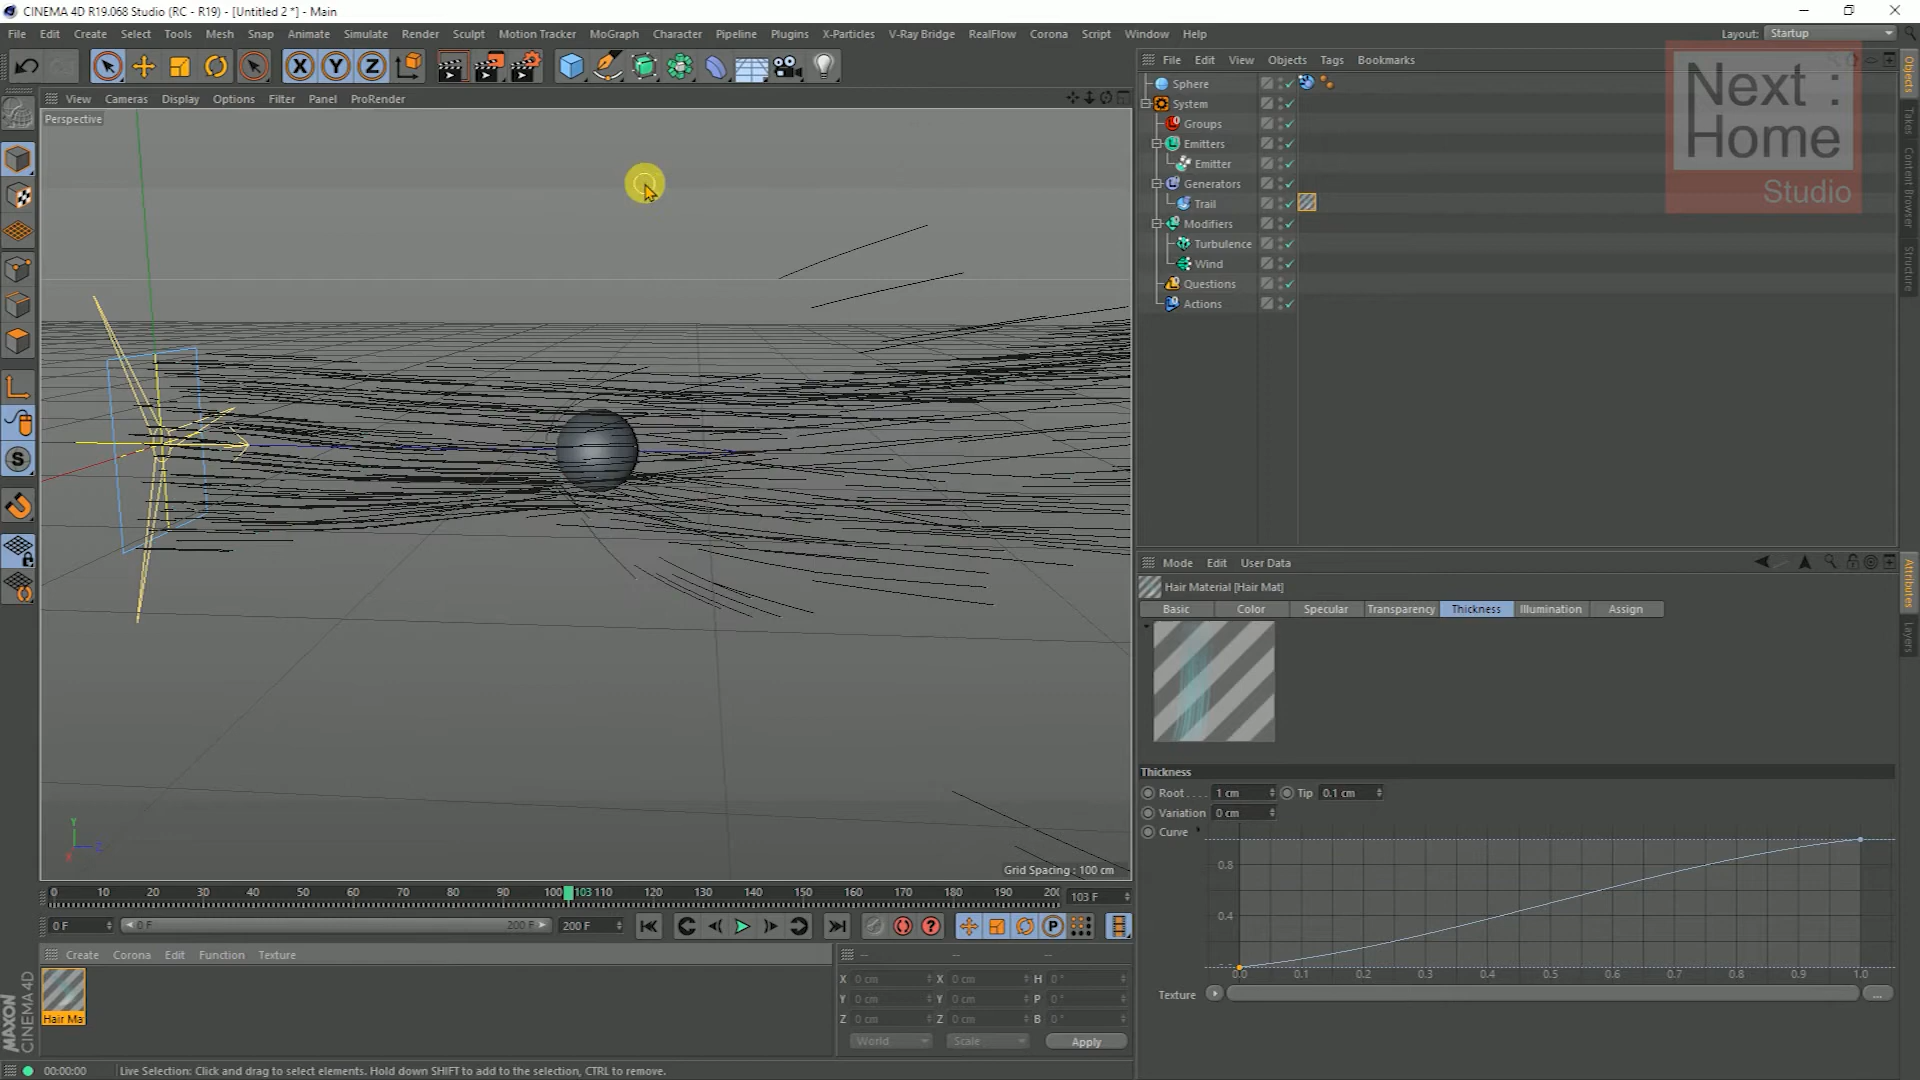 CINEMA 4D R19.068 Studio (RC - R19) - [Untitled 2 *] - Main
File Edit Create Select Tools Mesh Snap Animate Simulate Render Sculpt Motion Tracker MoGraph Character Pipeline Plugins X-Particles V-Ray Bridge RealFlow Corona Script Window Help
Layout: Startup
X Y Z
View Cameras Display Options Filter Panel ProRender
Perspective
File Edit View Objects Tags Bookmarks
Sphere
System
Groups
Emitters
Emitter
Generators
Trail
Modifiers
Turbulence
Wind
Questions
Actions
Next :
Home
Studio
Objects
Takes
Content Browser
Structure
Attributes
Layers
Mode Edit User Data
Hair Material [Hair Mat]
Basic Color Specular Transparency Thickness Illumination Assign
Thickness
Root . . . . 1 cm Tip 0.1 cm
Variation 0 cm
Curve
0.8
0.4
0.0 0.1 0.2 0.3 0.4 0.5 0.6 0.7 0.8 0.9 1.0
Texture ...
S
Y
X
Z
Grid Spacing : 100 cm
0 10 20 30 40 50 60 70 80 90 100 103 110 120 130 140 150 160 170 180 190 200
103 F
0 F 0 F 200 F 200 F
P
Create Corona Edit Function Texture
Hair Ma
-- -- --
X 0 cm X 0 cm H 0 °
Y 0 cm Y 0 cm P 0 °
Z 0 cm Z 0 cm B 0 °
World Scale Apply
MAXON
CINEMA 4D
00:00:00 Live Selection: Click and drag to select elements. Hold down SHIFT to add to the selection, CTRL to remove.